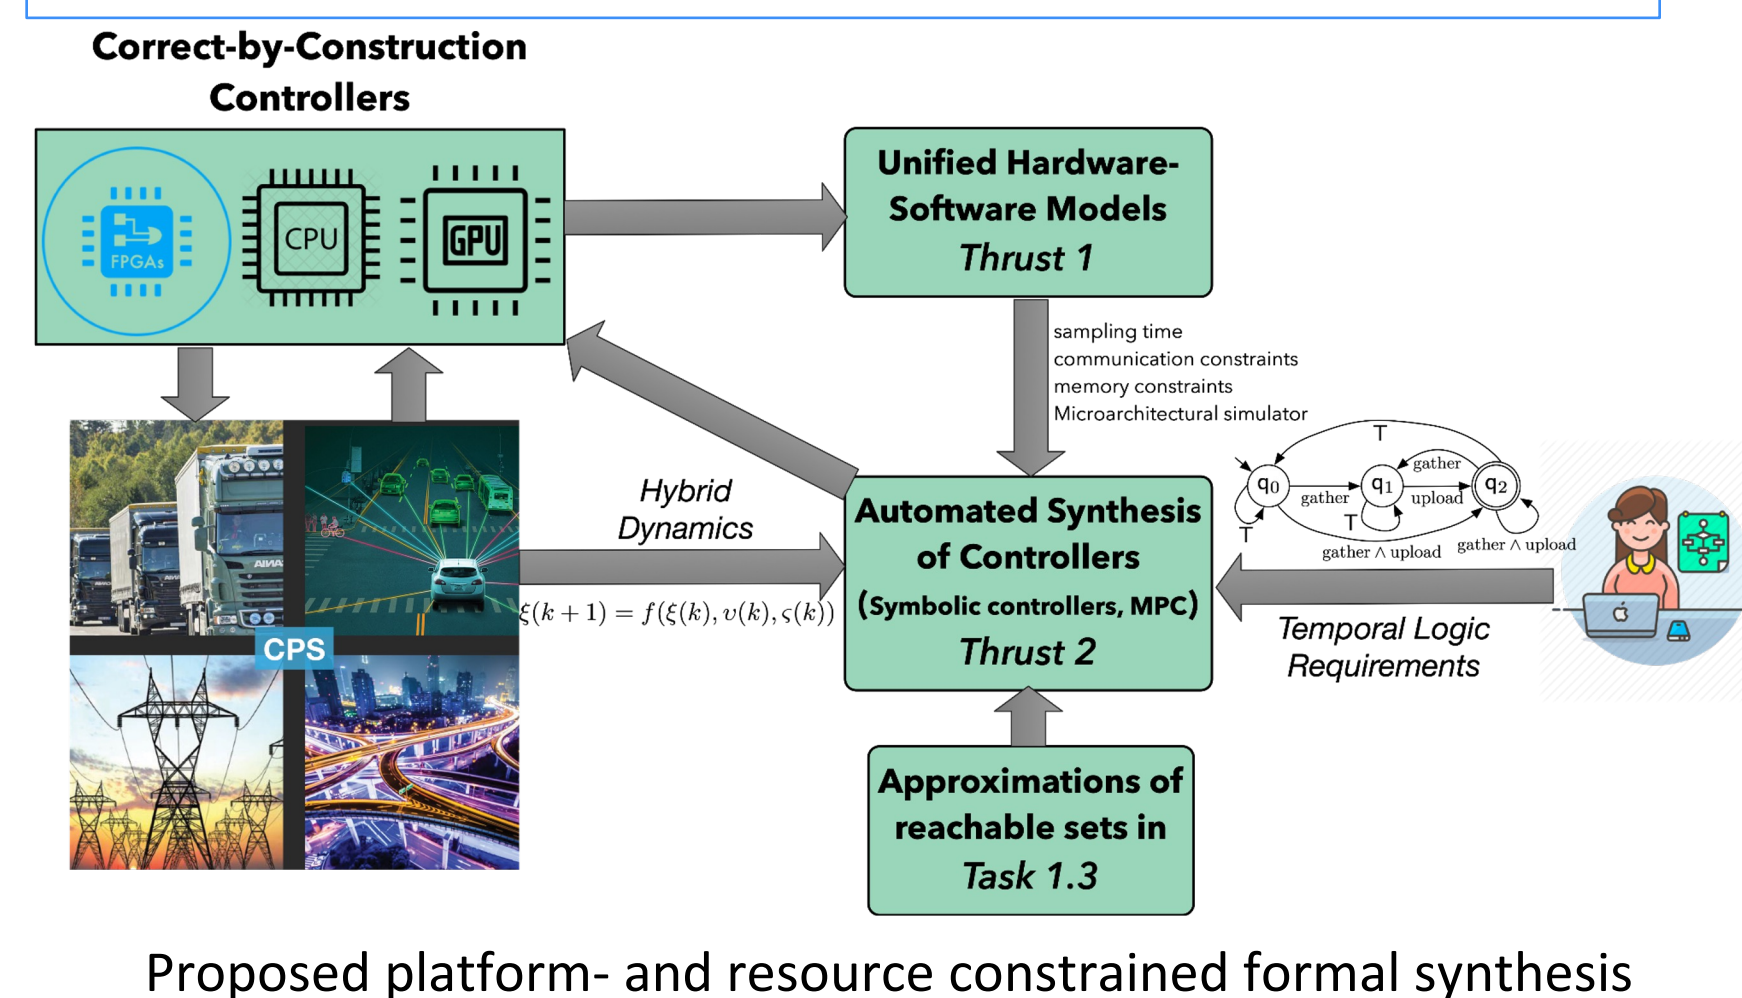 Correct-by-Construction
Controllers
FPGAs
CPU
GPU
Unified Hardware-
Software Models
Thrust 1
sampling time
communication constraints
memory constraints
Microarchitectural simulator
Hybrid
Dynamics
ξ(k + 1) = f(ξ(k), υ(k), ς(k))
CPS
Automated Synthesis
of Controllers
(Symbolic controllers, MPC)
Thrust 2
T
gather
q0
gather
q1
upload
q2
T
T
gather ∧ upload
gather ∧ upload
Temporal Logic
Requirements
Approximations of
reachable sets in
Task 1.3
Proposed platform- and resource constrained formal synthesis